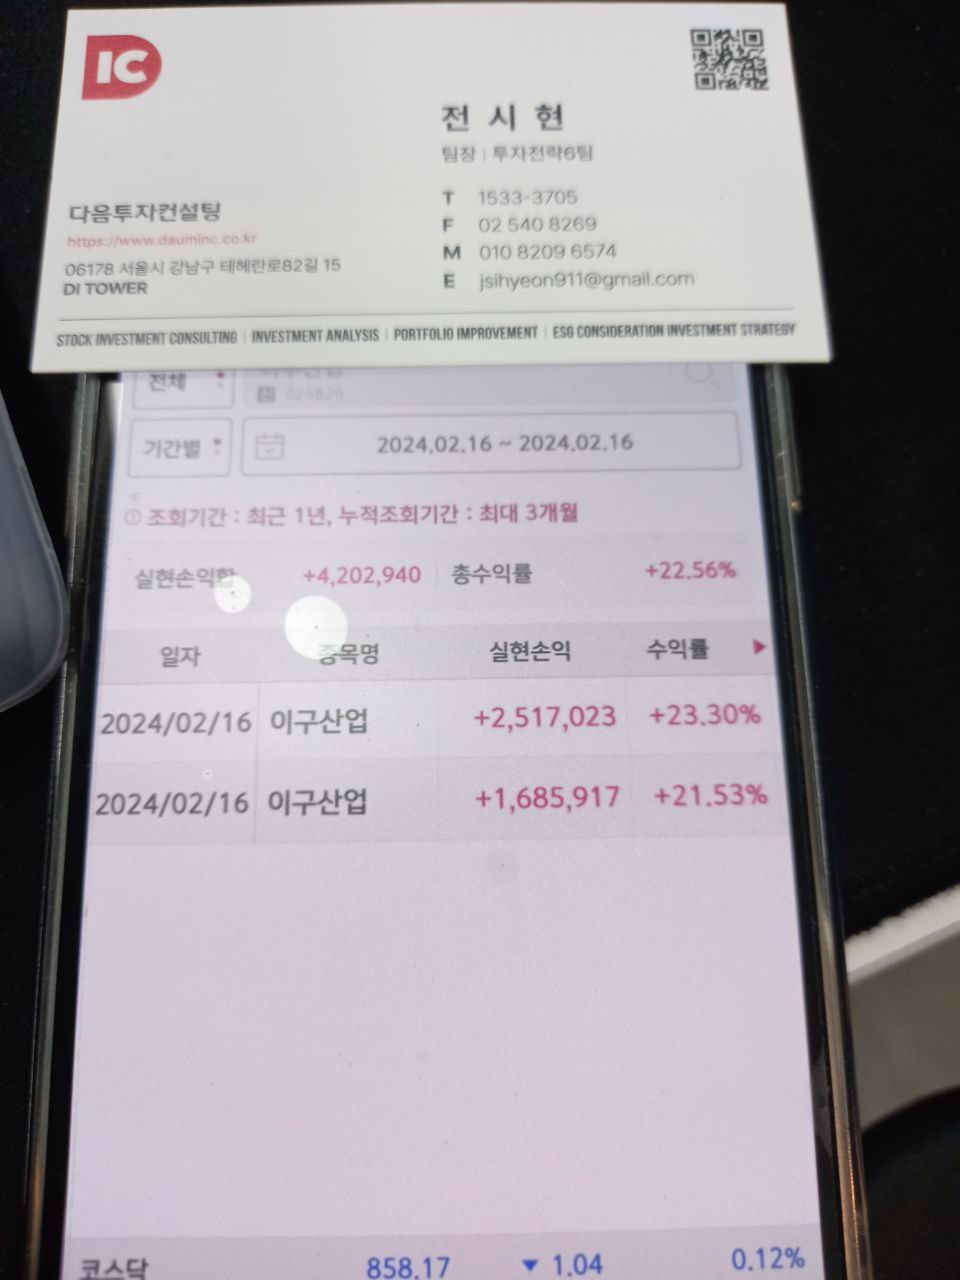 IC
전 시 현
팀장 | 투자전략6팀
다음투자컨설팅
https://www.dauminc.co.kr
06178 서울시 강남구 테헤란로82길 15
DI TOWER
T 1533-3705
F 02 540 8269
M 010 8209 6574
E jsihyeon911@gmail.com
STOCK INVESTMENT CONSULTING | INVESTMENT ANALYSIS | PORTFOLIO IMPROVEMENT | ESG CONSIDERATION INVESTMENT STRATEGY
전체
025820
기간별 2024.02.16 ~ 2024.02.16
조회기간 : 최근 1년, 누적조회기간 : 최대 3개월
실현손익합 +4,202,940 총수익률 +22.56%
일자 종목명 실현손익 수익률
2024/02/16 이구산업 +2,517,023 +23.30%
2024/02/16 이구산업 +1,685,917 +21.53%
코스닥 858.17 ▼ 1.04 0.12%